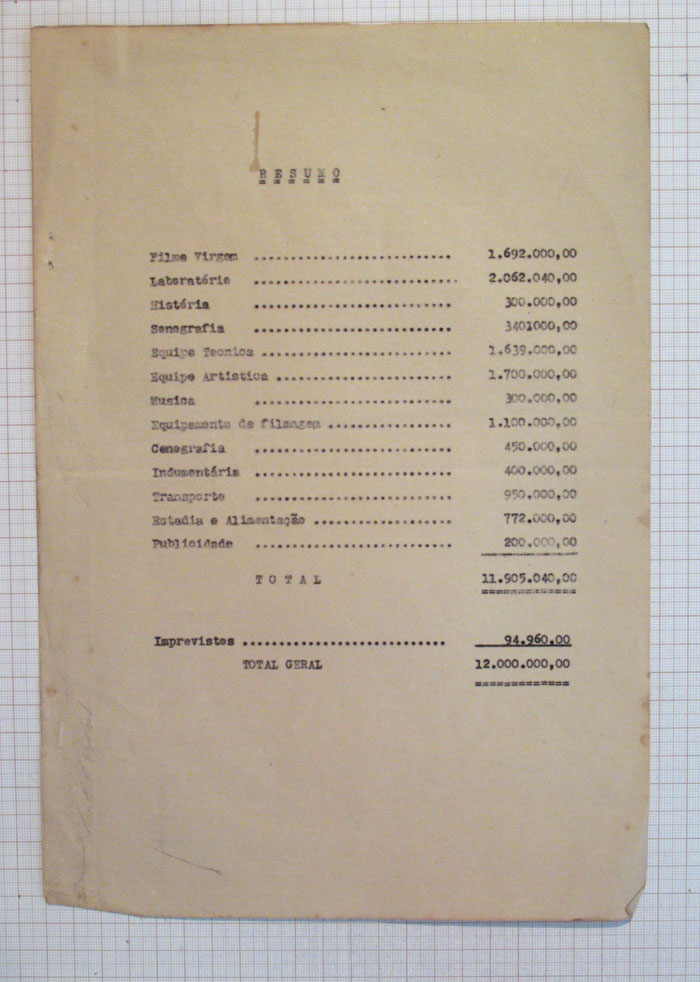 RESUMO
Filme Virgem .......................... 1.692.000,00
Laboratório .......................... 2.062.040,00
História .......................... 300.000,00
Senografia .......................... 3401000,00
Equipe Tecnica ......................... 1.639.000,00
Equipe Artistica ....................... 1.700.000,00
Musica .......................... 300.000,00
Equipamento de filmagem ................ 1.100.000,00
Cenografia .......................... 450.000,00
Indumentária .......................... 400.000,00
Transporte .......................... 950.000,00
Estadia e Alimentação .................. 772.000,00
Publicidade .......................... 200.000,00
TOTAL 11.905.040,00
Imprevistos ........................... 94.960.00
TOTAL GERAL 12.000.000,00